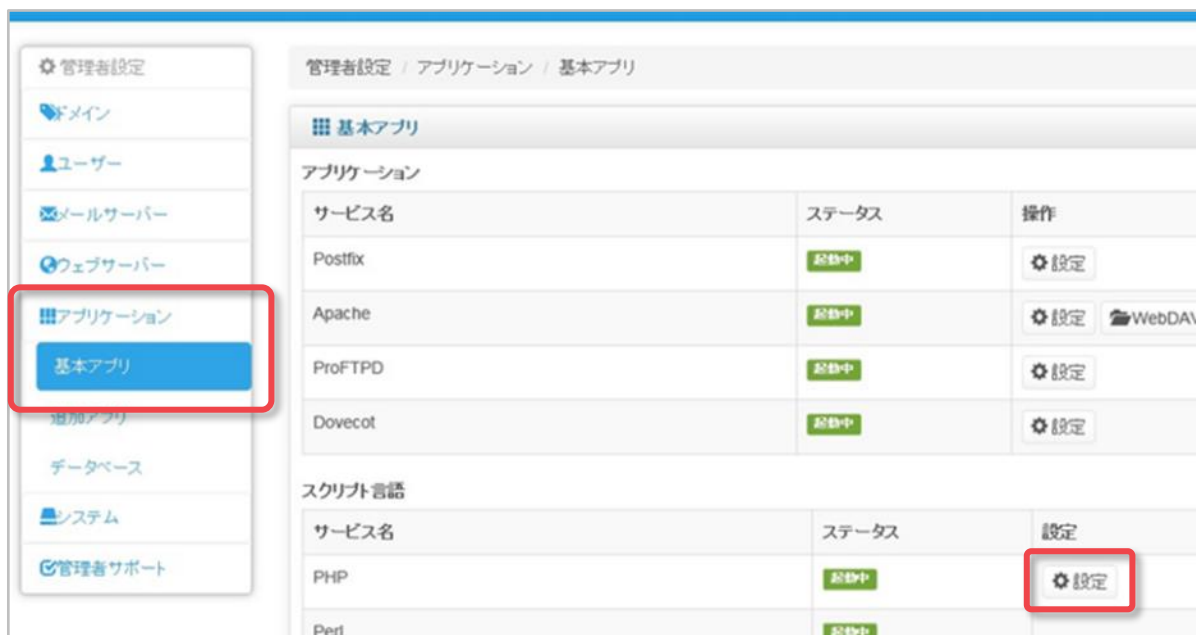 管理者設定
ドメイン
ユーザー
メールサーバー
ウェブサーバー
アプリケーション
基本アプリ
追加アプリ
データベース
システム
管理者サポート
管理者設定 / アプリケーション / 基本アプリ
基本アプリ
アプリケーション
サービス名 ステータス 操作
Postfix 起動中 設定
Apache 起動中 設定 WebDAV
ProFTPD 起動中 設定
Dovecot 起動中 設定
スクリプト言語
サービス名 ステータス 設定
PHP 起動中 設定
Perl 起動中